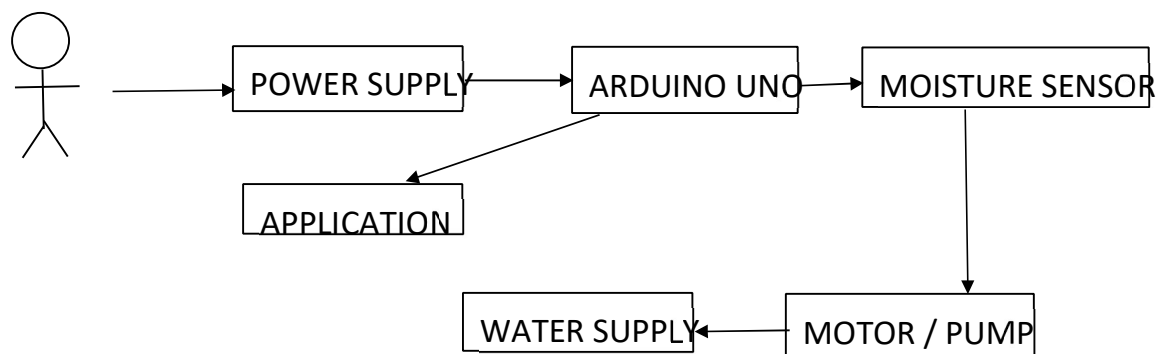 POWER SUPPLY
ARDUINO UNO
MOISTURE SENSOR
APPLICATION
WATER SUPPLY
MOTOR / PUMP